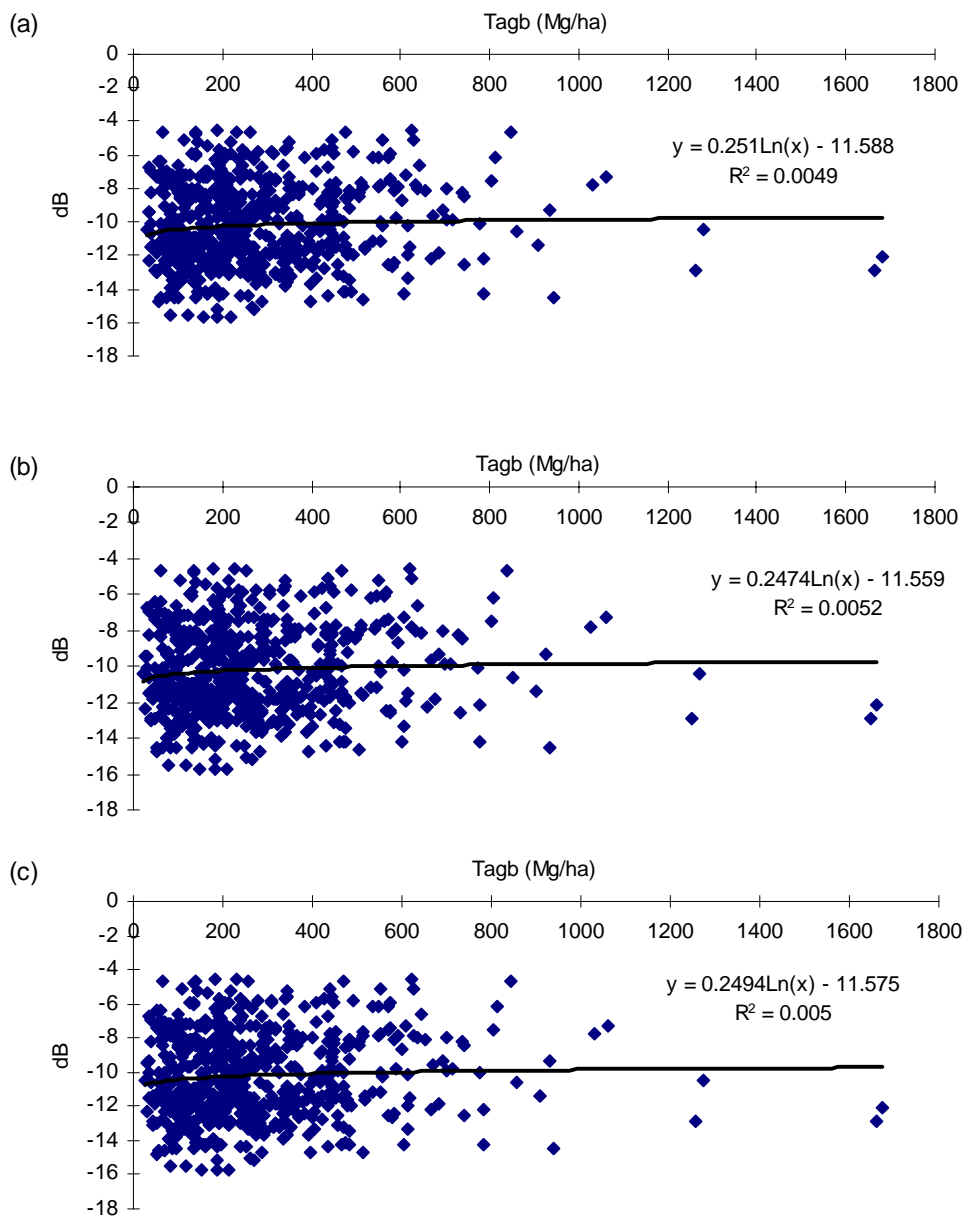 (a)
Tagb (Mg/ha)
0 200 400 600 800 1000 1200 1400 1600 1800
0
-2
-4
-6
-8
-10
-12
-14
-16
-18
dB
y = 0.251Ln(x) - 11.588
R² = 0.0049
(b)
Tagb (Mg/ha)
0 200 400 600 800 1000 1200 1400 1600 1800
0
-2
-4
-6
-8
-10
-12
-14
-16
-18
dB
y = 0.2474Ln(x) - 11.559
R² = 0.0052
(c)
Tagb (Mg/ha)
0 200 400 600 800 1000 1200 1400 1600 1800
0
-2
-4
-6
-8
-10
-12
-14
-16
-18
dB
y = 0.2494Ln(x) - 11.575
R² = 0.005